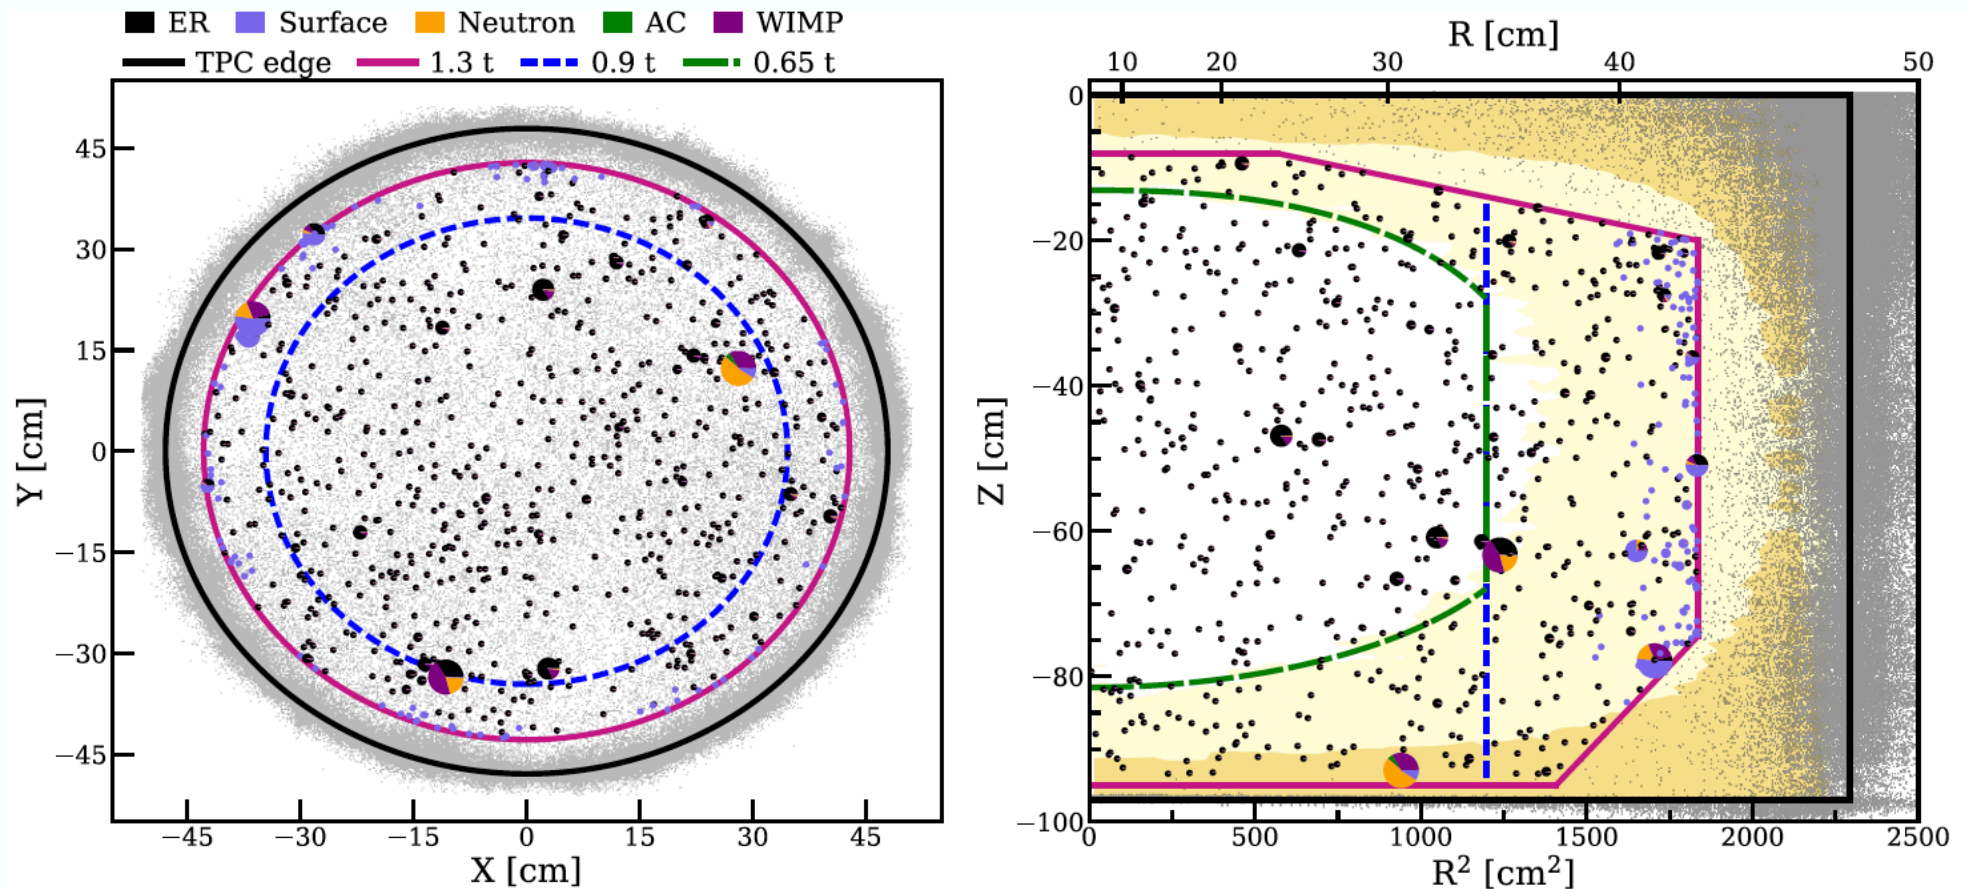 ER Surface Neutron AC WIMP
TPC edge 1.3 t 0.9 t 0.65 t
45
30
15
0
−15
−30
−45
Y [cm]
−45 −30 −15 0 15 30 45
X [cm]
R [cm]
10 20 30 40 50
0
−20
−40
−60
−80
−100
Z [cm]
0 500 1000 1500 2000 2500
R² [cm²]